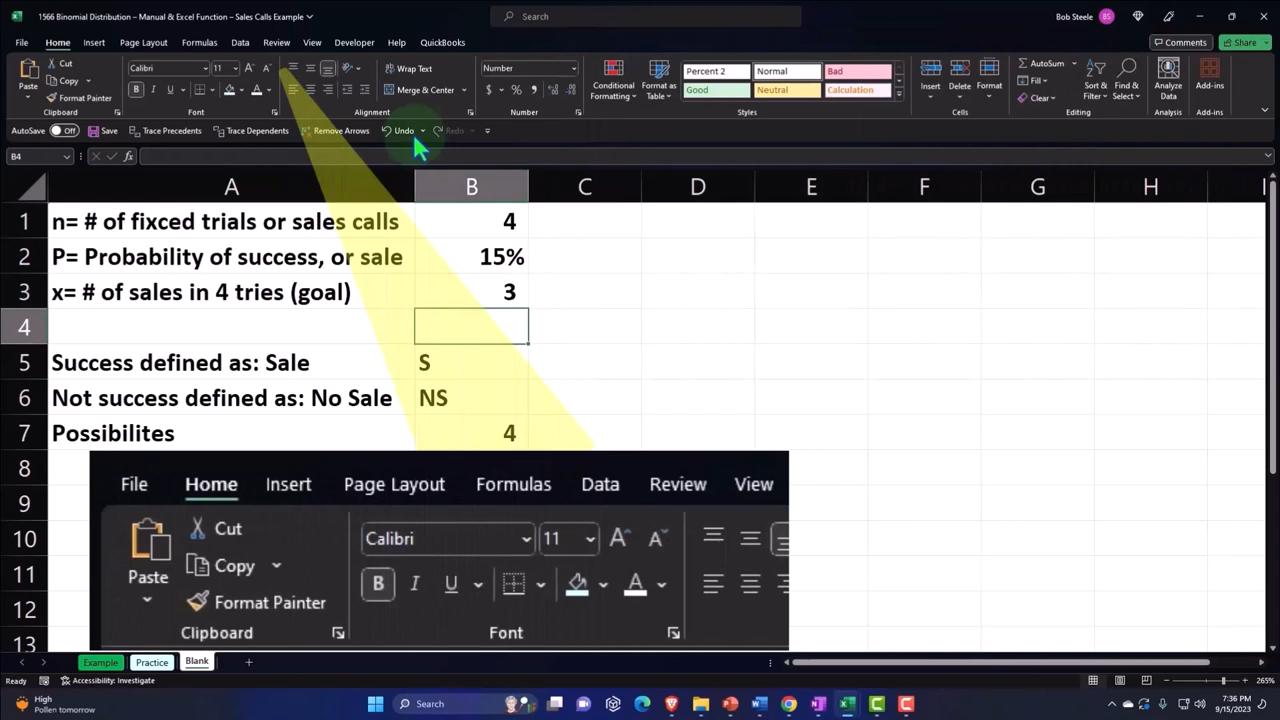 1566 Binomial Distribution – Manual & Excel Function – Sales Calls Example
Search
Bob Steele
BS
File Home Insert Page Layout Formulas Data Review View Developer Help QuickBooks
Comments
Share
Paste
Cut
Copy
Format Painter
Clipboard
Calibri
11
B I U
Font
Wrap Text
Merge & Center
Alignment
Number
$ %
Number
Conditional Formatting
Format as Table
Percent 2
Normal
Bad
Good
Neutral
Calculation
Styles
Insert
Delete
Format
Cells
AutoSum
Fill
Clear
Sort & Filter
Find & Select
Editing
Analyze Data
Analysis
Add-ins
Add-ins
AutoSave Off Save Trace Precedents Trace Dependents Remove Arrows Undo Redo
B4
fx
A B C D E F G H
1 n= # of fixced trials or sales calls 4
2 P= Probability of success, or sale 15%
3 x= # of sales in 4 tries (goal) 3
4
5 Success defined as: Sale S
6 Not success defined as: No Sale NS
7 Possibilites 4
8
9
10
11
12
13
File Home Insert Page Layout Formulas Data Review View
Paste
Cut
Copy
Format Painter
Clipboard
Calibri
11
B I U
Font
Example Practice Blank
Ready
Accessibility: Investigate
265%
High
Pollen tomorrow
Search
7:36 PM
9/15/2023